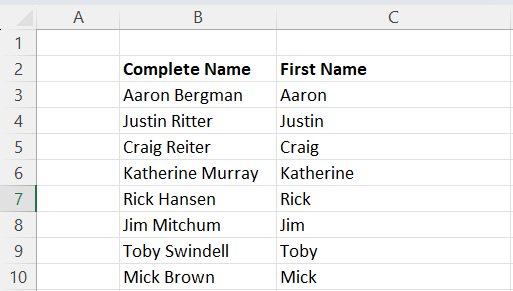 A B C
1
2 Complete Name First Name
3 Aaron Bergman Aaron
4 Justin Ritter Justin
5 Craig Reiter Craig
6 Katherine Murray Katherine
7 Rick Hansen Rick
8 Jim Mitchum Jim
9 Toby Swindell Toby
10 Mick Brown Mick